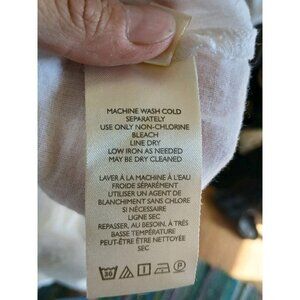 MACHINE WASH COLD
SEPARATELY
USE ONLY NON-CHLORINE
BLEACH
LINE DRY
LOW IRON AS NEEDED
MAY BE DRY CLEANED
LAVER À LA MACHINE À L'EAU
FROIDE SÉPARÉMENT
UTILISER UN AGENT DE
BLANCHIMENT SANS CHLORE
SI NÉCESSAIRE
LIGNE SEC
REPASSER, AU BESOIN, À TRÈS
BASSE TEMPÉRATURE
PEUT-ÊTRE ÊTRE NETTOYÉE
SEC
30 P